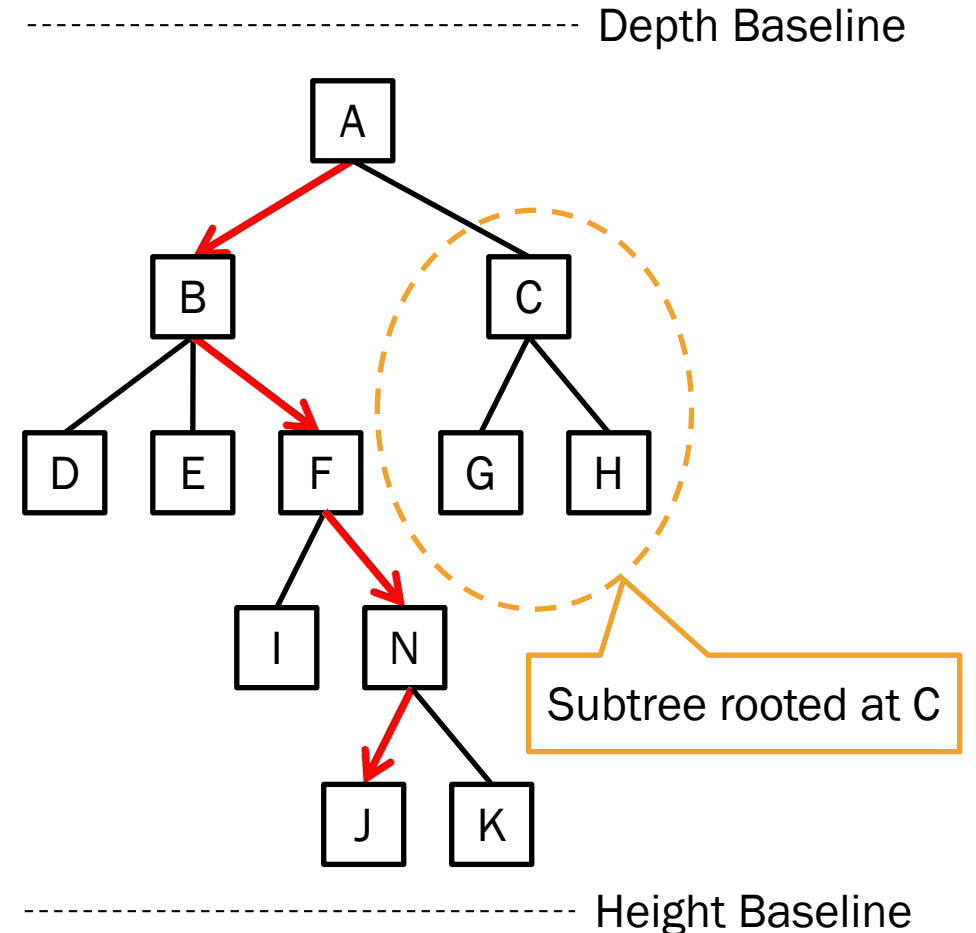 Depth Baseline
A
B
C
D
E
F
G
H
I
N
Subtree rooted at C
J
K
Height Baseline